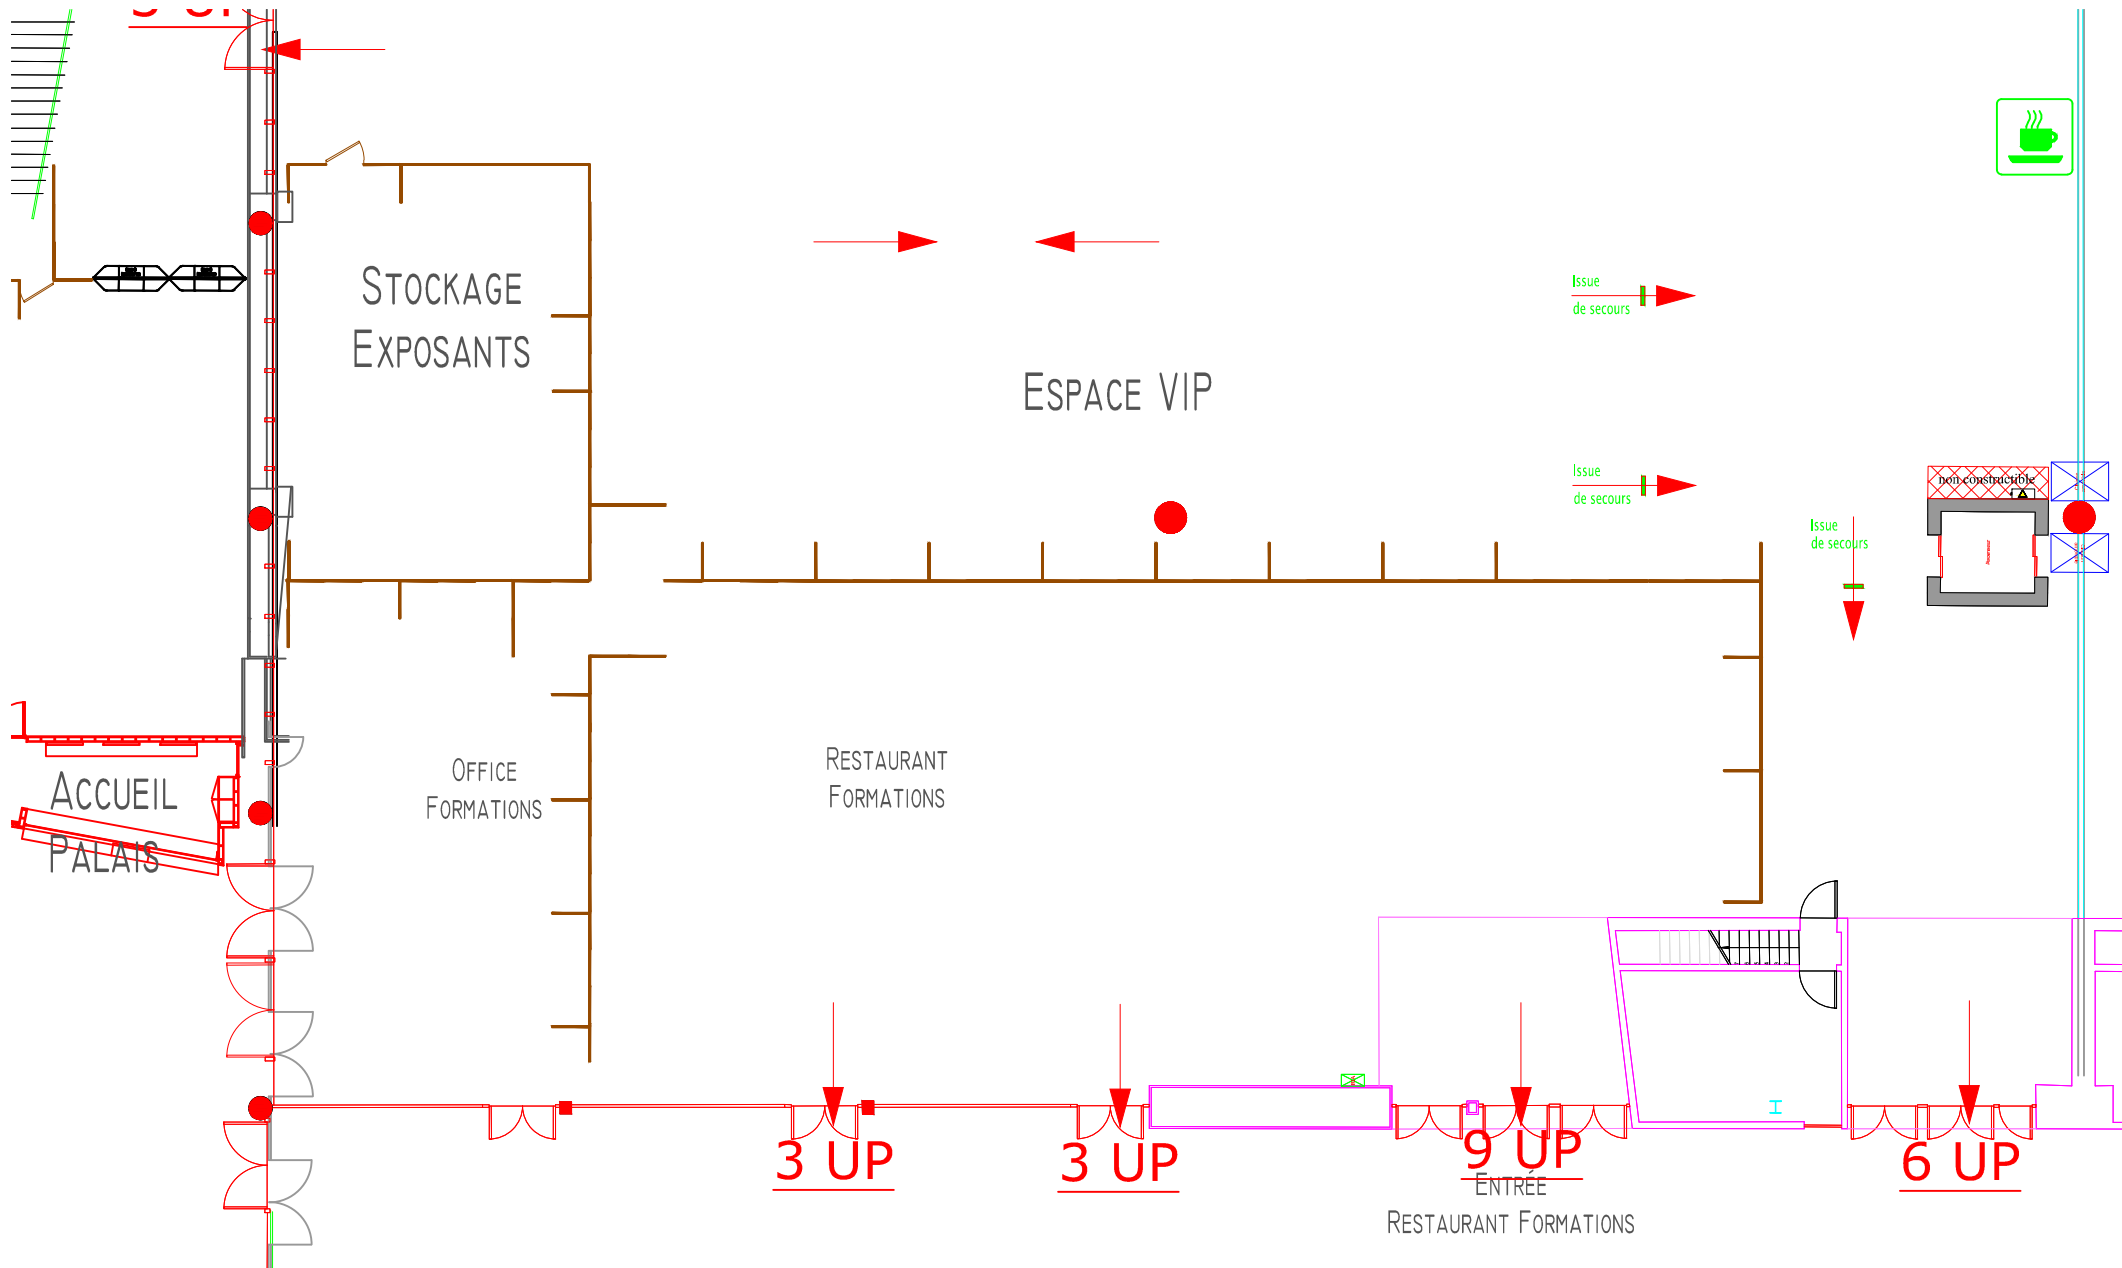 STOCKAGE
EXPOSANTS
Issue
de secours
ESPACE VIP
Issue
de secours
non constructible
Issue
de secours
ACCUEIL
PALAIS
OFFICE
FORMATIONS
RESTAURANT
FORMATIONS
3 UP
3 UP
9 UP
6 UP
ENTRÉE
RESTAURANT FORMATIONS